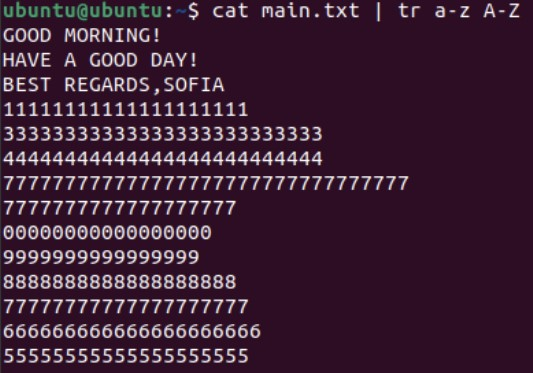 ubuntu@ubuntu:~$ cat main.txt | tr a-z A-Z
GOOD MORNING!
HAVE A GOOD DAY!
BEST REGARDS,SOFIA
11111111111111111111
33333333333333333333333333
44444444444444444444444444
777777777777777777777777777777777
7777777777777777777
00000000000000000
9999999999999999
8888888888888888888
77777777777777777777
666666666666666666666
55555555555555555555